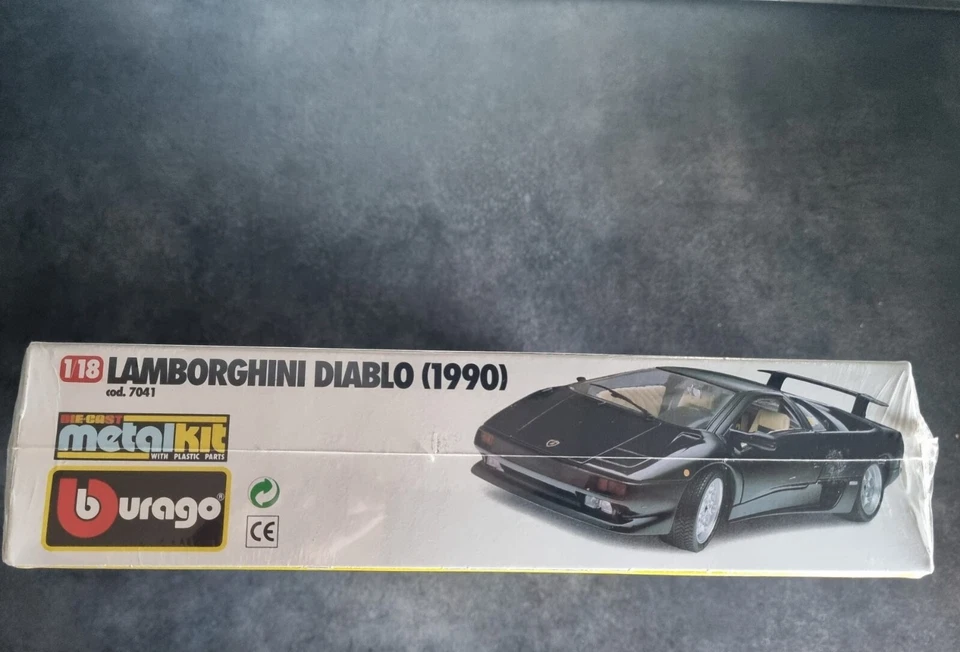 1/18 LAMBORGHINI DIABLO (1990)
cod. 7041
DIE-CAST
metalkit
WITH PLASTIC PARTS
burago®
CE